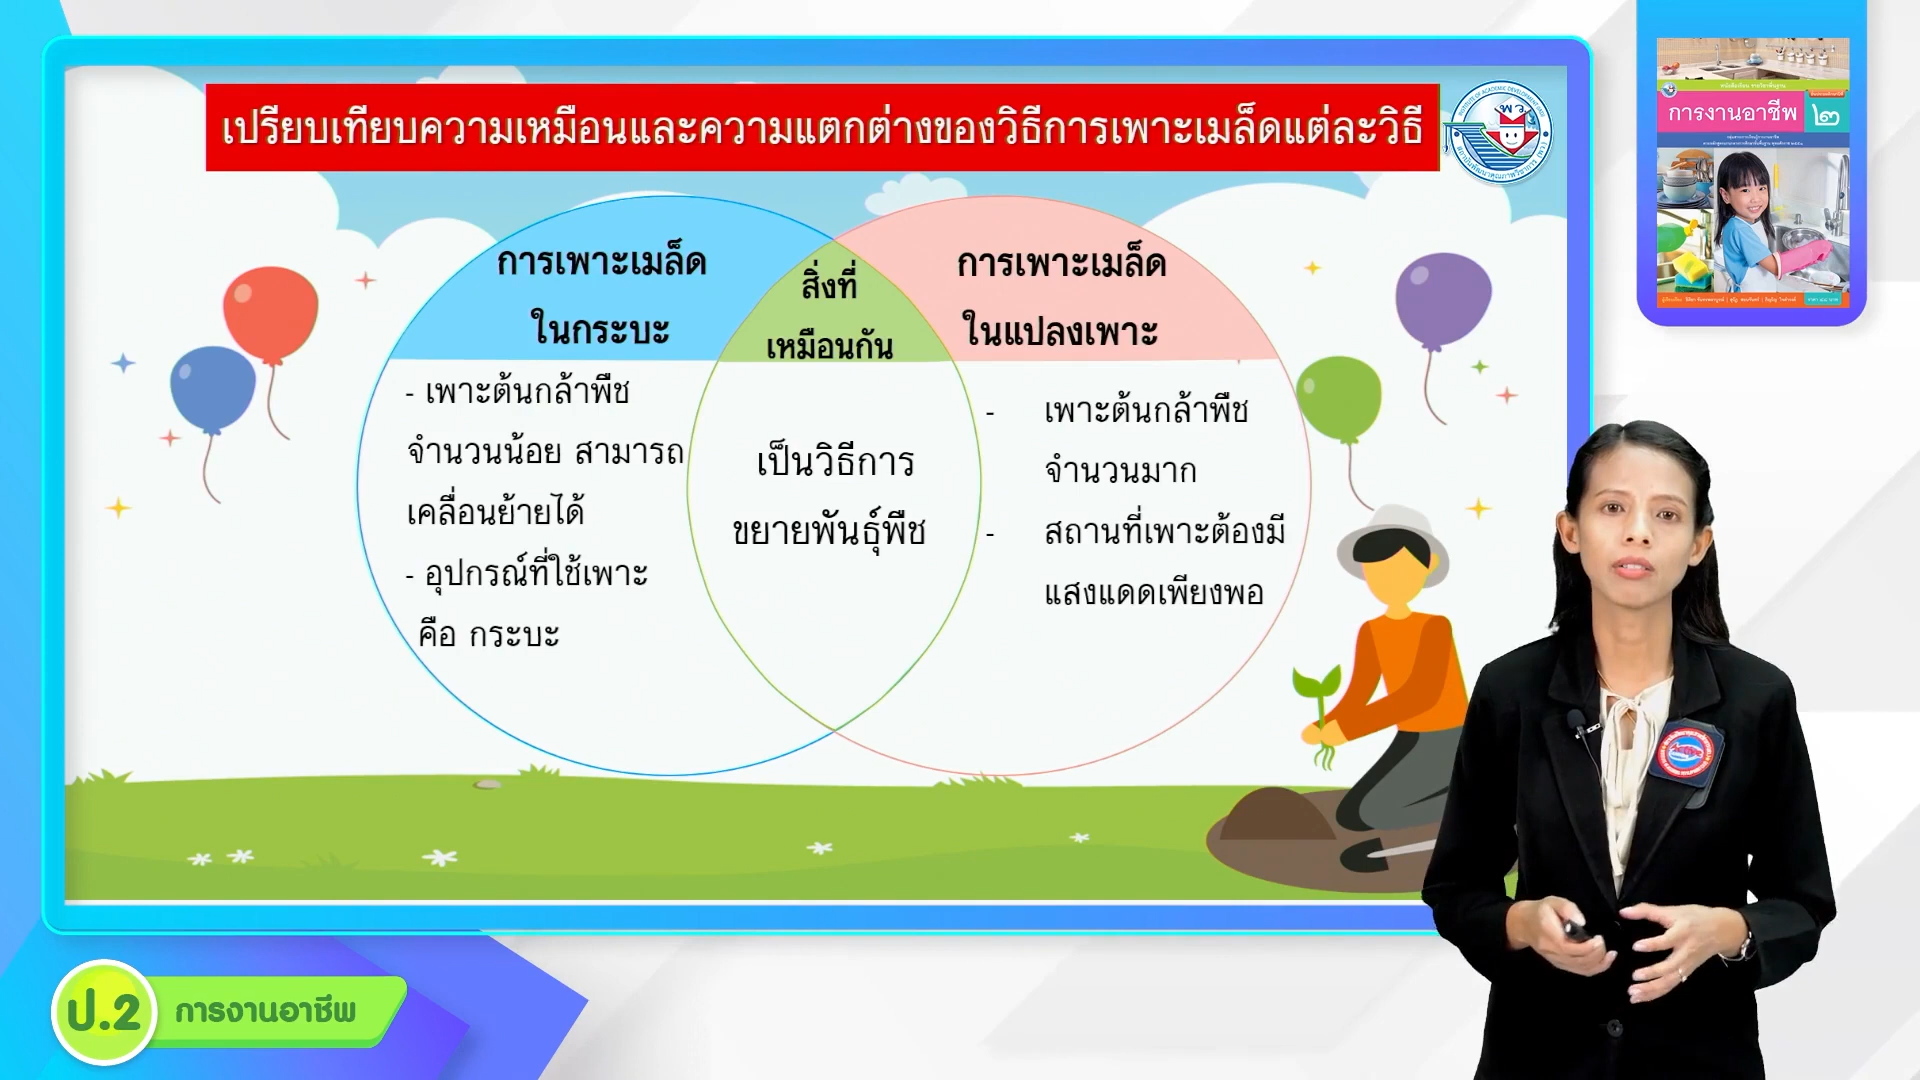 เปรียบเทียบความเหมือนและความแตกต่างของวิธีการเพาะเมล็ดแต่ละวิธี
การเพาะเมล็ด
ในกระบะ
- เพาะต้นกล้าพืช
จำนวนน้อย สามารถ
เคลื่อนย้ายได้
- อุปกรณ์ที่ใช้เพาะ
คือ กระบะ
สิ่งที่
เหมือนกัน
เป็นวิธีการ
ขยายพันธุ์พืช
การเพาะเมล็ด
ในแปลงเพาะ
- เพาะต้นกล้าพืช
จำนวนมาก
- สถานที่เพาะต้องมี
แสงแดดเพียงพอ
พว
การงานอาชีพ ๒
ป.2 การงานอาชีพ